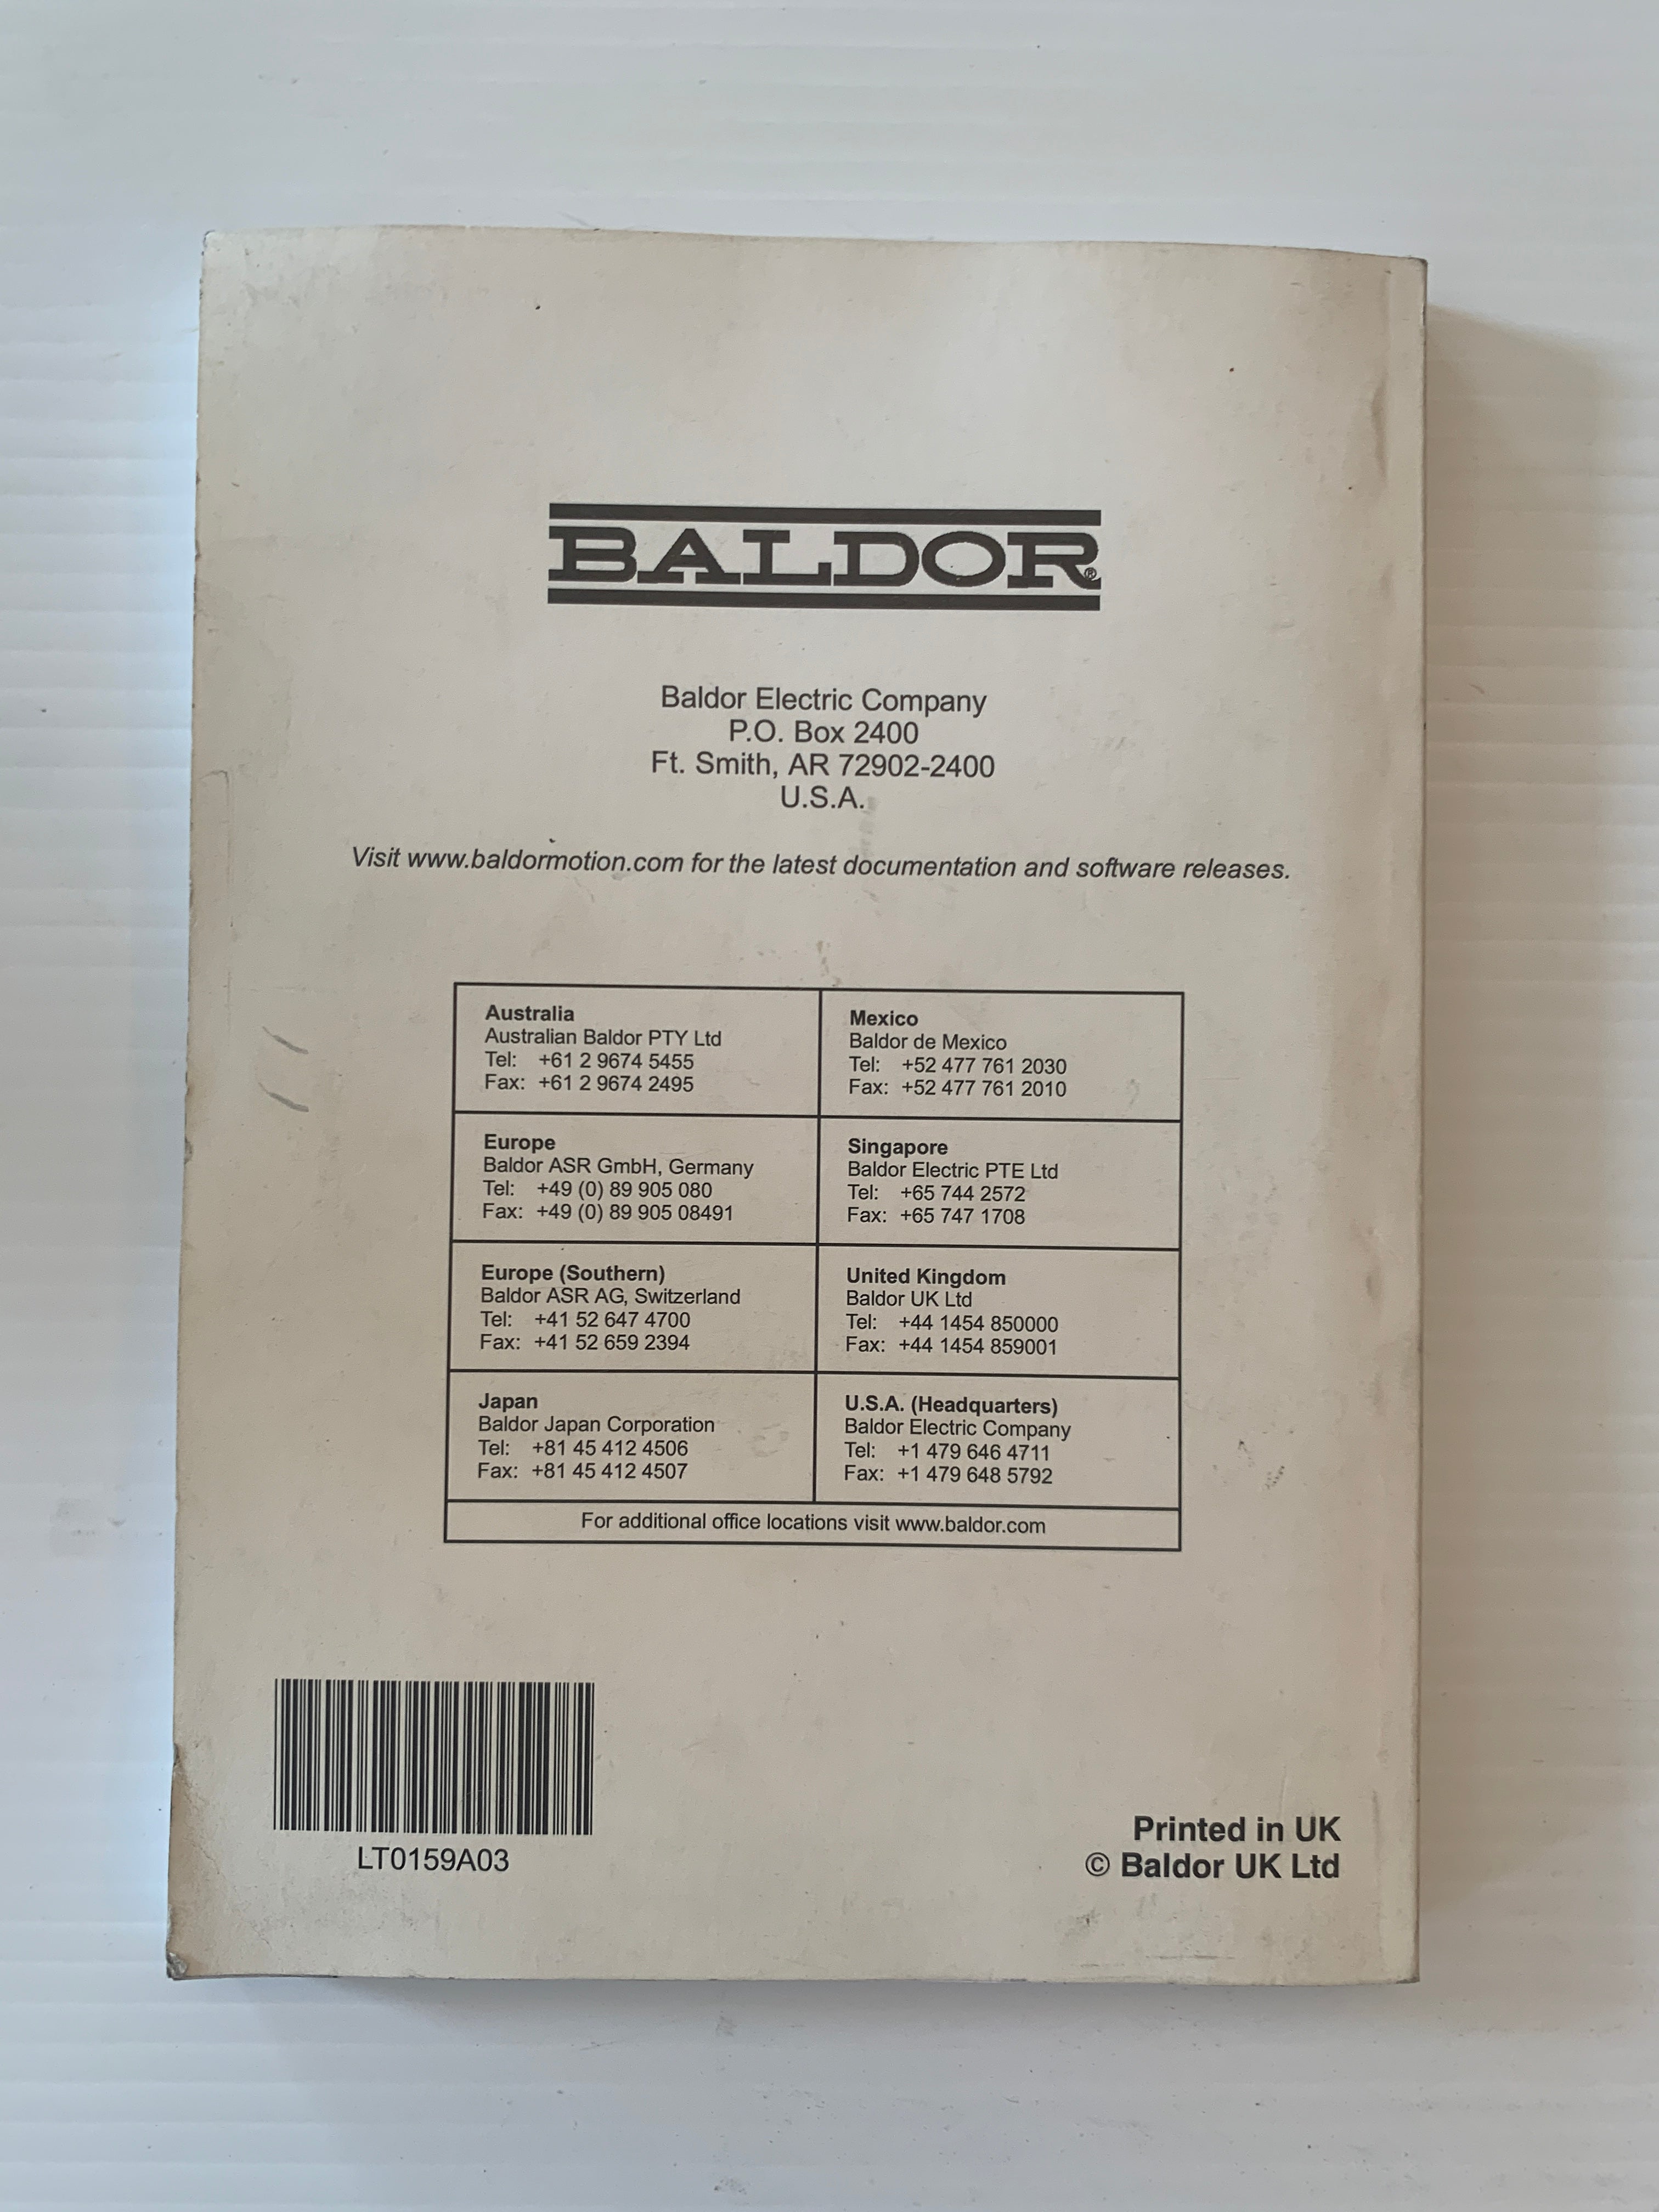 BALDOR®
Baldor Electric Company
P.O. Box 2400
Ft. Smith, AR 72902-2400
U.S.A.
Visit www.baldormotion.com for the latest documentation and software releases.
Australia
Australian Baldor PTY Ltd
Tel: +61 2 9674 5455
Fax: +61 2 9674 2495
Mexico
Baldor de Mexico
Tel: +52 477 761 2030
Fax: +52 477 761 2010
Europe
Baldor ASR GmbH, Germany
Tel: +49 (0) 89 905 080
Fax: +49 (0) 89 905 08491
Singapore
Baldor Electric PTE Ltd
Tel: +65 744 2572
Fax: +65 747 1708
Europe (Southern)
Baldor ASR AG, Switzerland
Tel: +41 52 647 4700
Fax: +41 52 659 2394
United Kingdom
Baldor UK Ltd
Tel: +44 1454 850000
Fax: +44 1454 859001
Japan
Baldor Japan Corporation
Tel: +81 45 412 4506
Fax: +81 45 412 4507
U.S.A. (Headquarters)
Baldor Electric Company
Tel: +1 479 646 4711
Fax: +1 479 648 5792
For additional office locations visit www.baldor.com
LT0159A03
Printed in UK
© Baldor UK Ltd